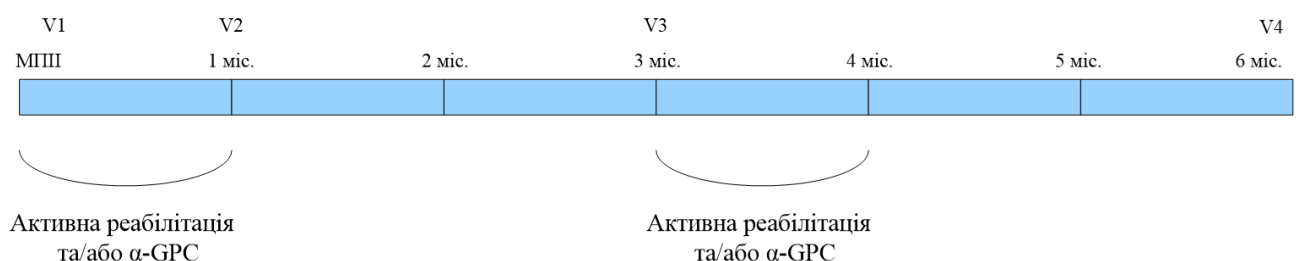 V1 V2 V3 V4
МПІІ 1 міс. 2 міс. 3 міс. 4 міс. 5 міс. 6 міс.
Активна реабілітація Активна реабілітація
та/або α-GPC та/або α-GPC